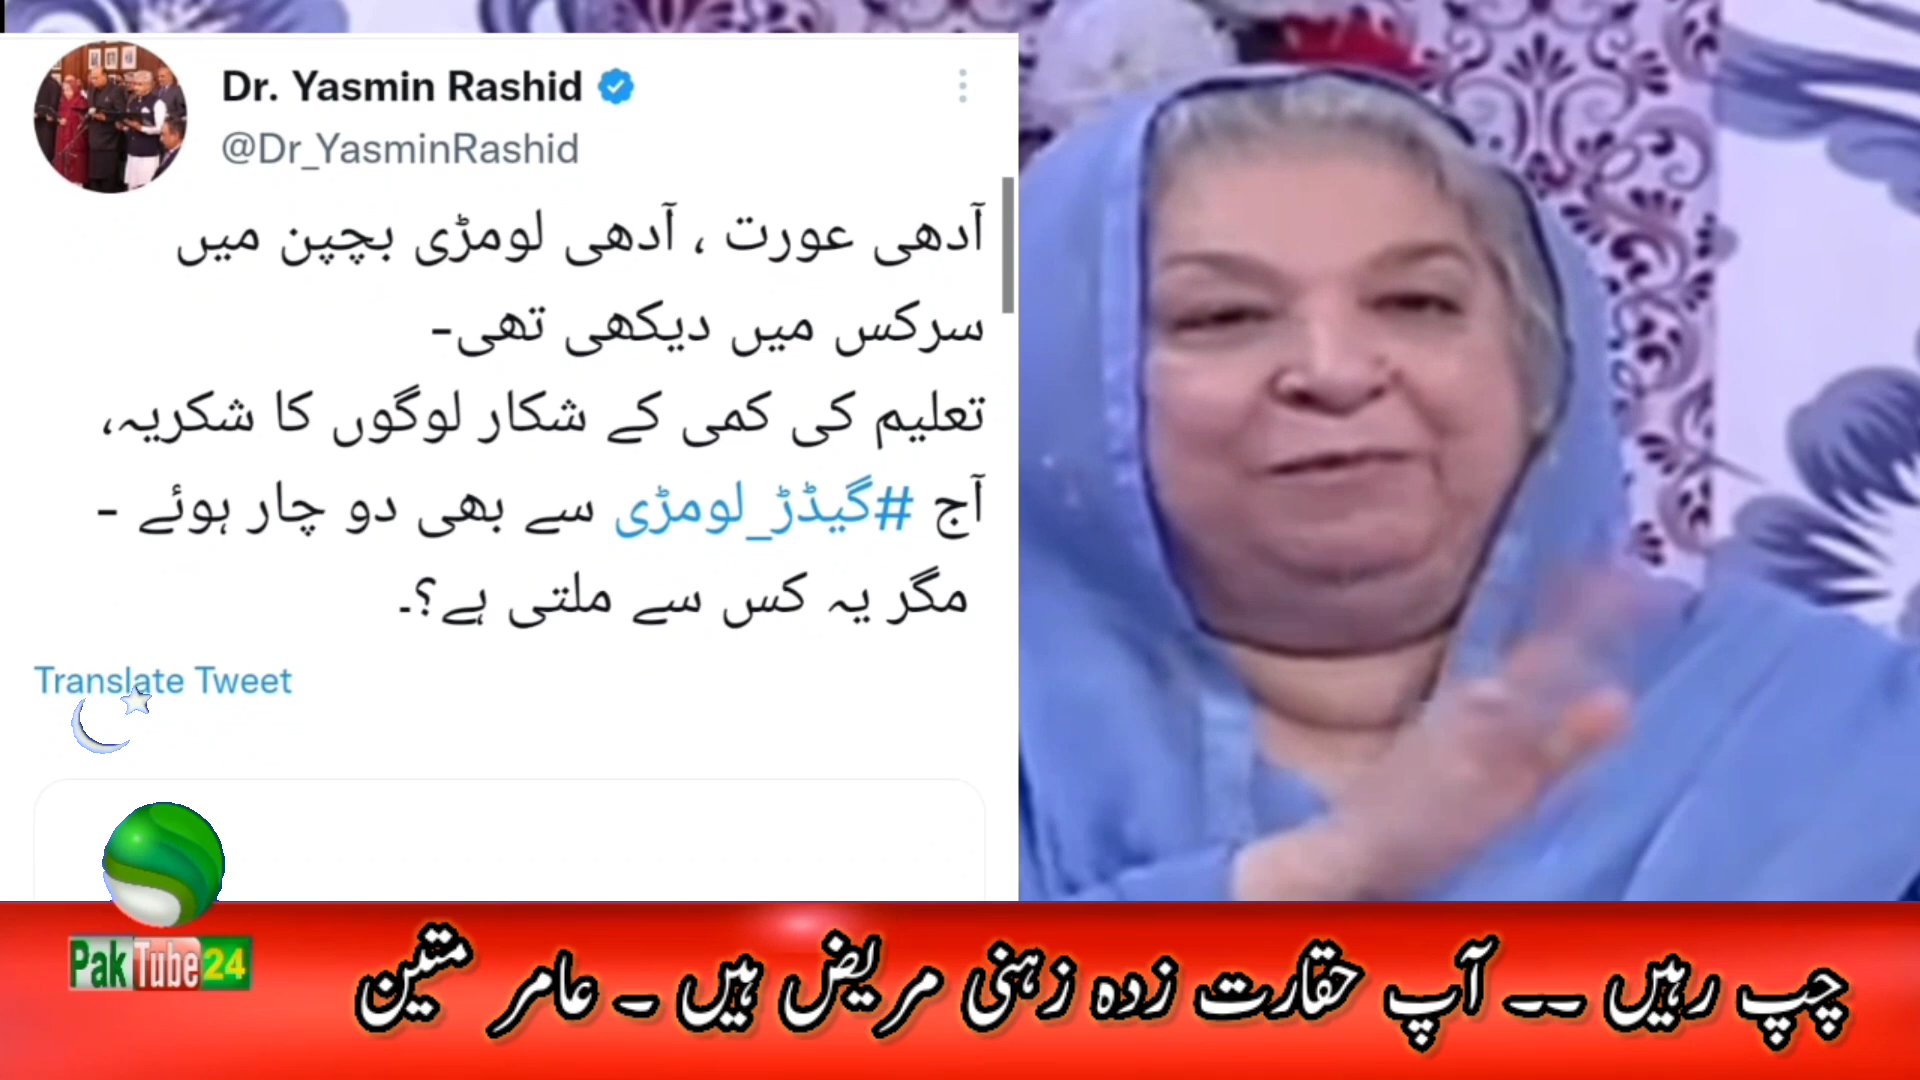 Dr. Yasmin Rashid
@Dr_YasminRashid
آدھی عورت ، آدھی لومڑی بچپن میں
سرکس میں دیکھی تھی-
تعلیم کی کمی کے شکار لوگوں کا شکریہ،
آج #گیڈڑ_لومڑی سے بھی دو چار ہوئے -
مگر یہ کس سے ملتی ہے؟۔
Translate Tweet
PakTube24
چپ رہیں ۔۔ آپ حقارت زدہ زہنی مریض ہیں ۔ عامر متین